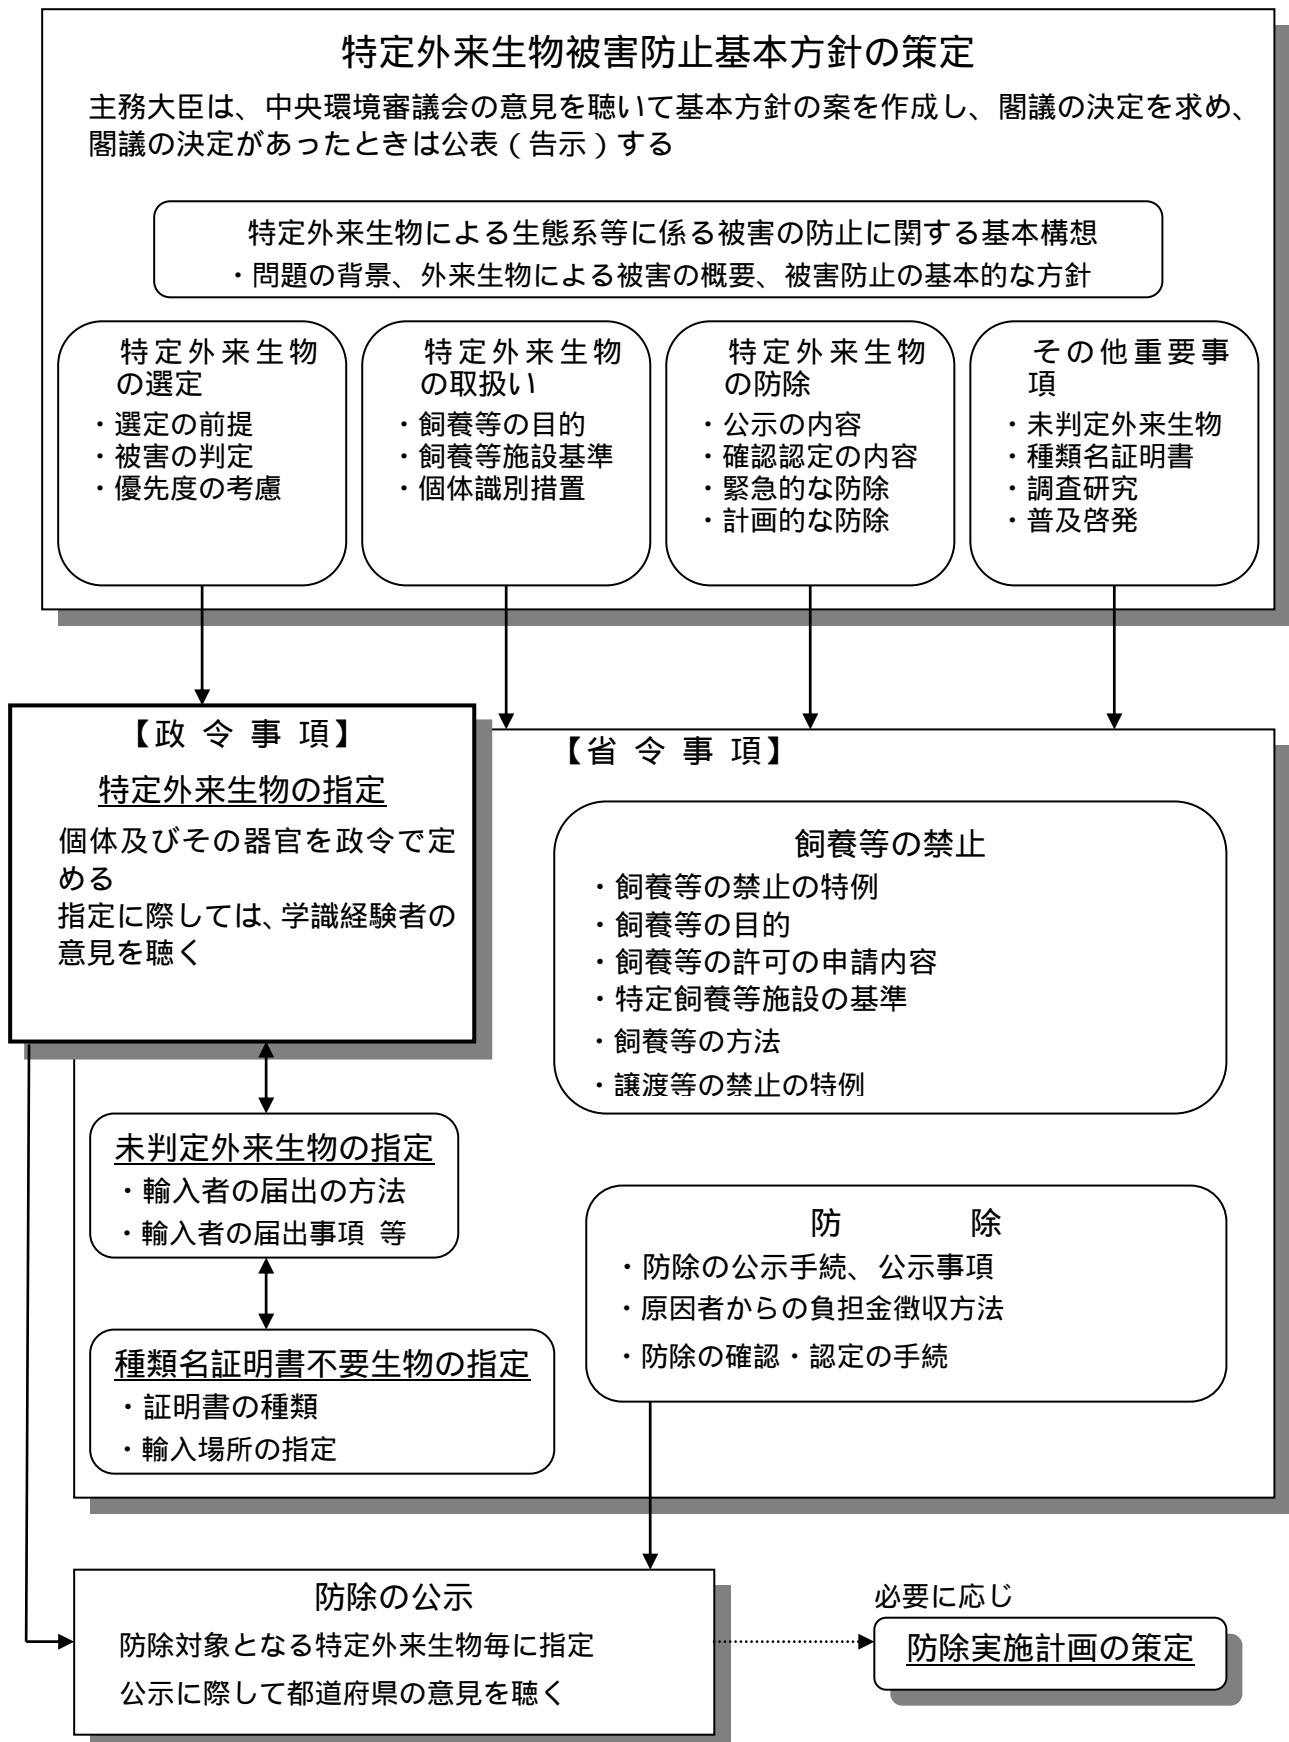 特定外来生物被害防止基本方針の策定
主務大臣は、中央環境審議会の意見を聴いて基本方針の案を作成し、閣議の決定を求め、
閣議の決定があったときは公表（告示）する
特定外来生物による生態系等に係る被害の防止に関する基本構想
・問題の背景、外来生物による被害の概要、被害防止の基本的な方針
特定外来生物
の選定
・選定の前提
・被害の判定
・優先度の考慮
特定外来生物
の取扱い
・飼養等の目的
・飼養等施設基準
・個体識別措置
特定外来生物
の防除
・公示の内容
・確認認定の内容
・緊急的な防除
・計画的な防除
その他重要事
項
・未判定外来生物
・種類名証明書
・調査研究
・普及啓発
【政 令 事 項】
特定外来生物の指定
個体及びその器官を政令で定
める
指定に際しては、学識経験者の
意見を聴く
【省 令 事 項】
飼養等の禁止
・飼養等の禁止の特例
・飼養等の目的
・飼養等の許可の申請内容
・特定飼養等施設の基準
・飼養等の方法
・譲渡等の禁止の特例
未判定外来生物の指定
・輸入者の届出の方法
・輸入者の届出事項 等
種類名証明書不要生物の指定
・証明書の種類
・輸入場所の指定
防 除
・防除の公示手続、公示事項
・原因者からの負担金徴収方法
・防除の確認・認定の手続
防除の公示
防除対象となる特定外来生物毎に指定
公示に際して都道府県の意見を聴く
必要に応じ
防除実施計画の策定